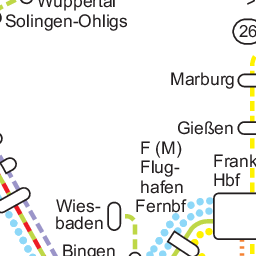 Wuppertal
Solingen-Ohligs
26
Marburg
Gießen
F (M)
Flug-
hafen
Fernbf
Frank
Hbf
Wies-
baden
Bingen